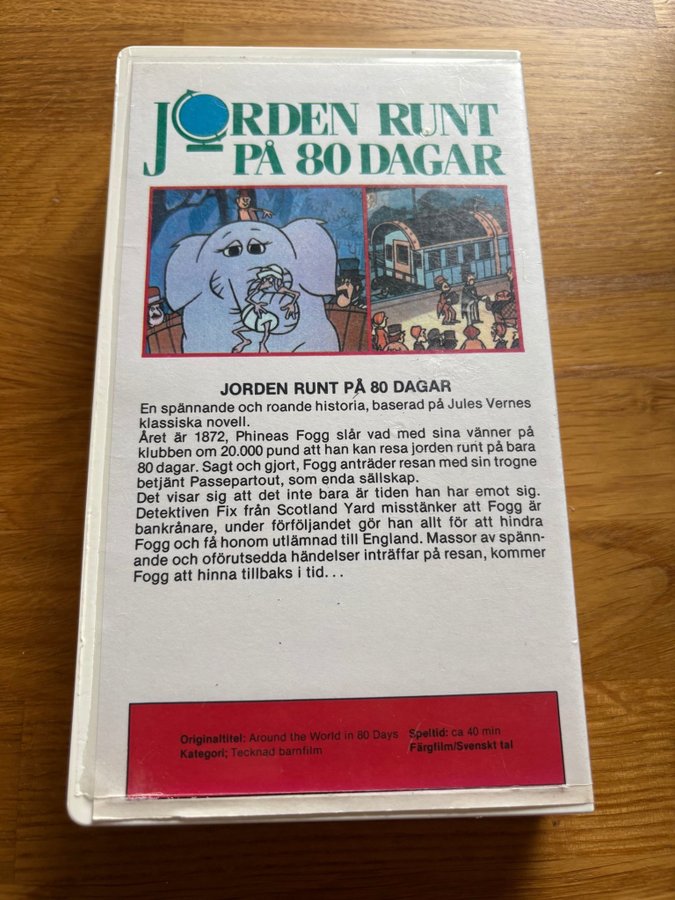 JORDEN RUNT
PÅ 80 DAGAR
JORDEN RUNT PÅ 80 DAGAR
En spännande och roande historia, baserad på Jules Vernes
klassiska novell.
Året är 1872, Phineas Fogg slår vad med sina vänner på
klubben om 20.000 pund att han kan resa jorden runt på bara
80 dagar. Sagt och gjort, Fogg anträder resan med sin trogne
betjänt Passepartout, som enda sällskap.
Det visar sig att det inte bara är tiden han har emot sig.
Detektiven Fix från Scotland Yard misstänker att Fogg är
bankrånare, under förföljandet gör han allt för att hindra
Fogg och få honom utlämnad till England. Massor av spänn-
ande och oförutsedda händelser inträffar på resan, kommer
Fogg att hinna tillbaks i tid...
Originaltitel: Around the World in 80 Days Speltid: ca 40 min
Kategori; Tecknad barnfilm Färgfilm/Svenskt tal